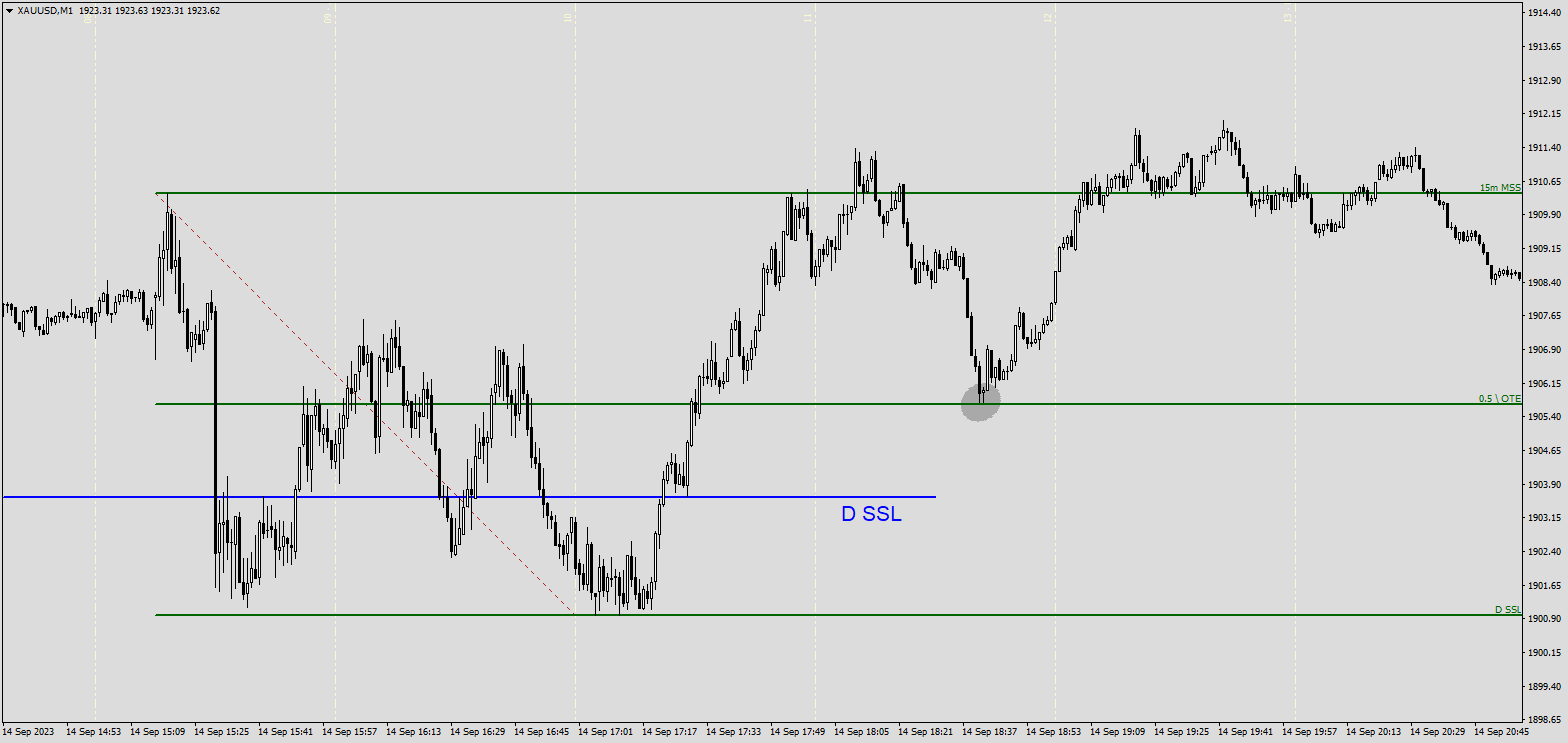 XAUUSD,M1 1923.31 1923.63 1923.31 1923.62
08
09
10
11
12
13
1914.40
1913.65
1912.90
1912.15
1911.40
1910.65
1909.90
1909.15
1908.40
1907.65
1906.90
1906.15
1905.40
1904.65
1903.90
1903.15
1902.40
1901.65
1900.90
1900.15
1899.40
1898.65
15m MSS
0.5 \ OTE
D SSL
D SSL
14 Sep 2023
14 Sep 14:53
14 Sep 15:09
14 Sep 15:25
14 Sep 15:41
14 Sep 15:57
14 Sep 16:13
14 Sep 16:29
14 Sep 16:45
14 Sep 17:01
14 Sep 17:17
14 Sep 17:33
14 Sep 17:49
14 Sep 18:05
14 Sep 18:21
14 Sep 18:37
14 Sep 18:53
14 Sep 19:09
14 Sep 19:25
14 Sep 19:41
14 Sep 19:57
14 Sep 20:13
14 Sep 20:29
14 Sep 20:45